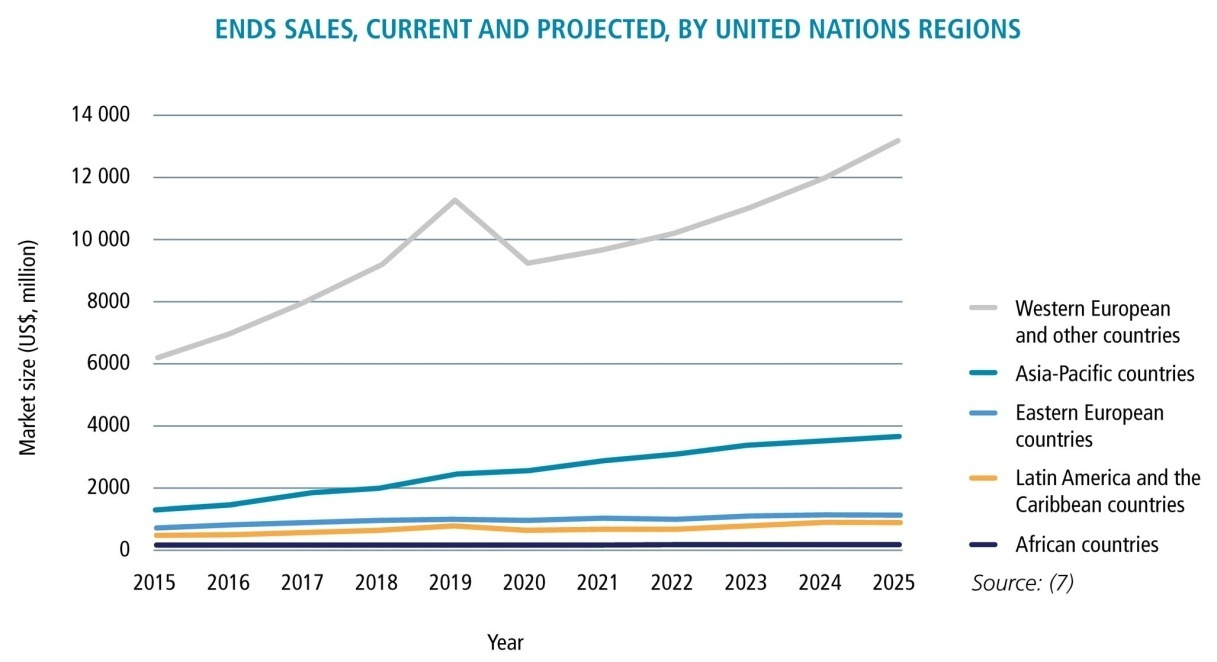 ENDS SALES, CURRENT AND PROJECTED, BY UNITED NATIONS REGIONS
14 000
12 000
10 000
8000
6000
4000
2000
0
Market size (US$, million)
2015 2016 2017 2018 2019 2020 2021 2022 2023 2024 2025
Year
Western European
and other countries
Asia-Pacific countries
Eastern European
countries
Latin America and the
Caribbean countries
African countries
Source: (7)